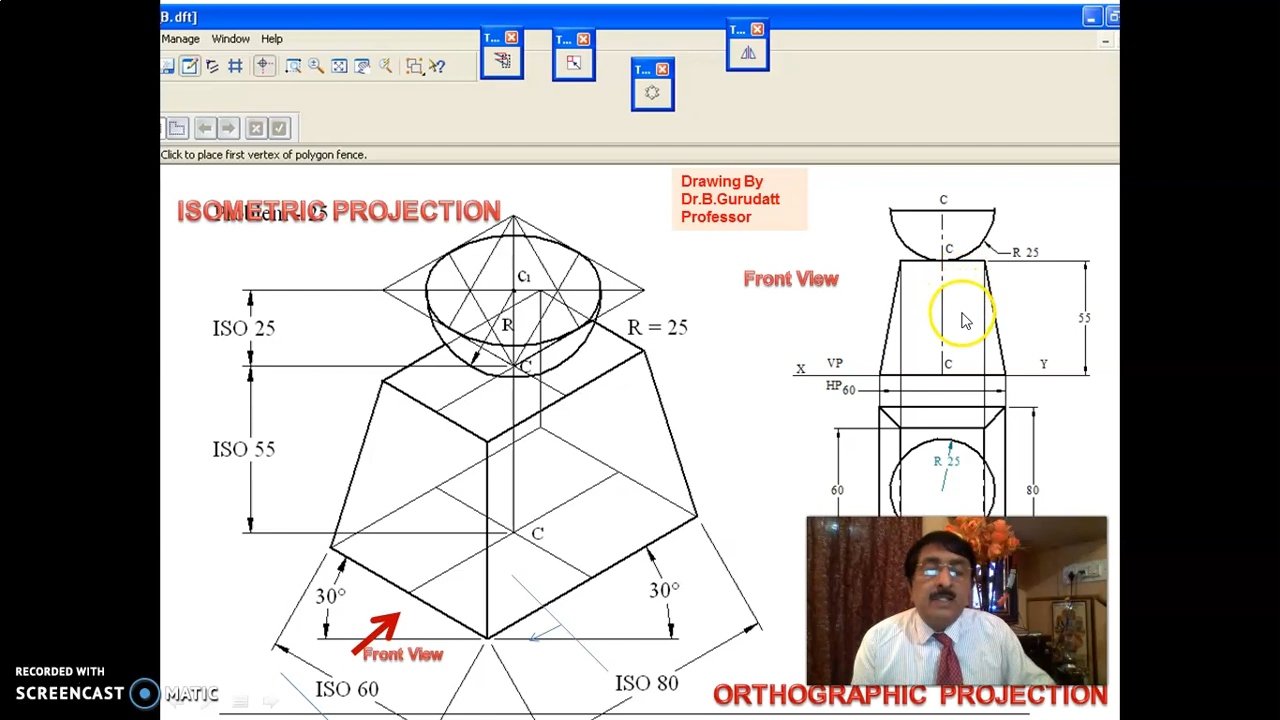 B.dft]
Manage Window Help
T... T... T... T...
Click to place first vertex of polygon fence.
ISOMETRIC PROJECTION
Problem - 25
Drawing By
Dr.B.Gurudatt
Professor
C
C
R 25
Front View
C1
ISO 25
R
R = 25
C
55
X VP C Y
HP 60
ISO 55
R 25
60
80
C
30°
30°
Front View
ISO 60
ISO 80
ORTHOGRAPHIC PROJECTION
RECORDED WITH
SCREENCAST MATIC